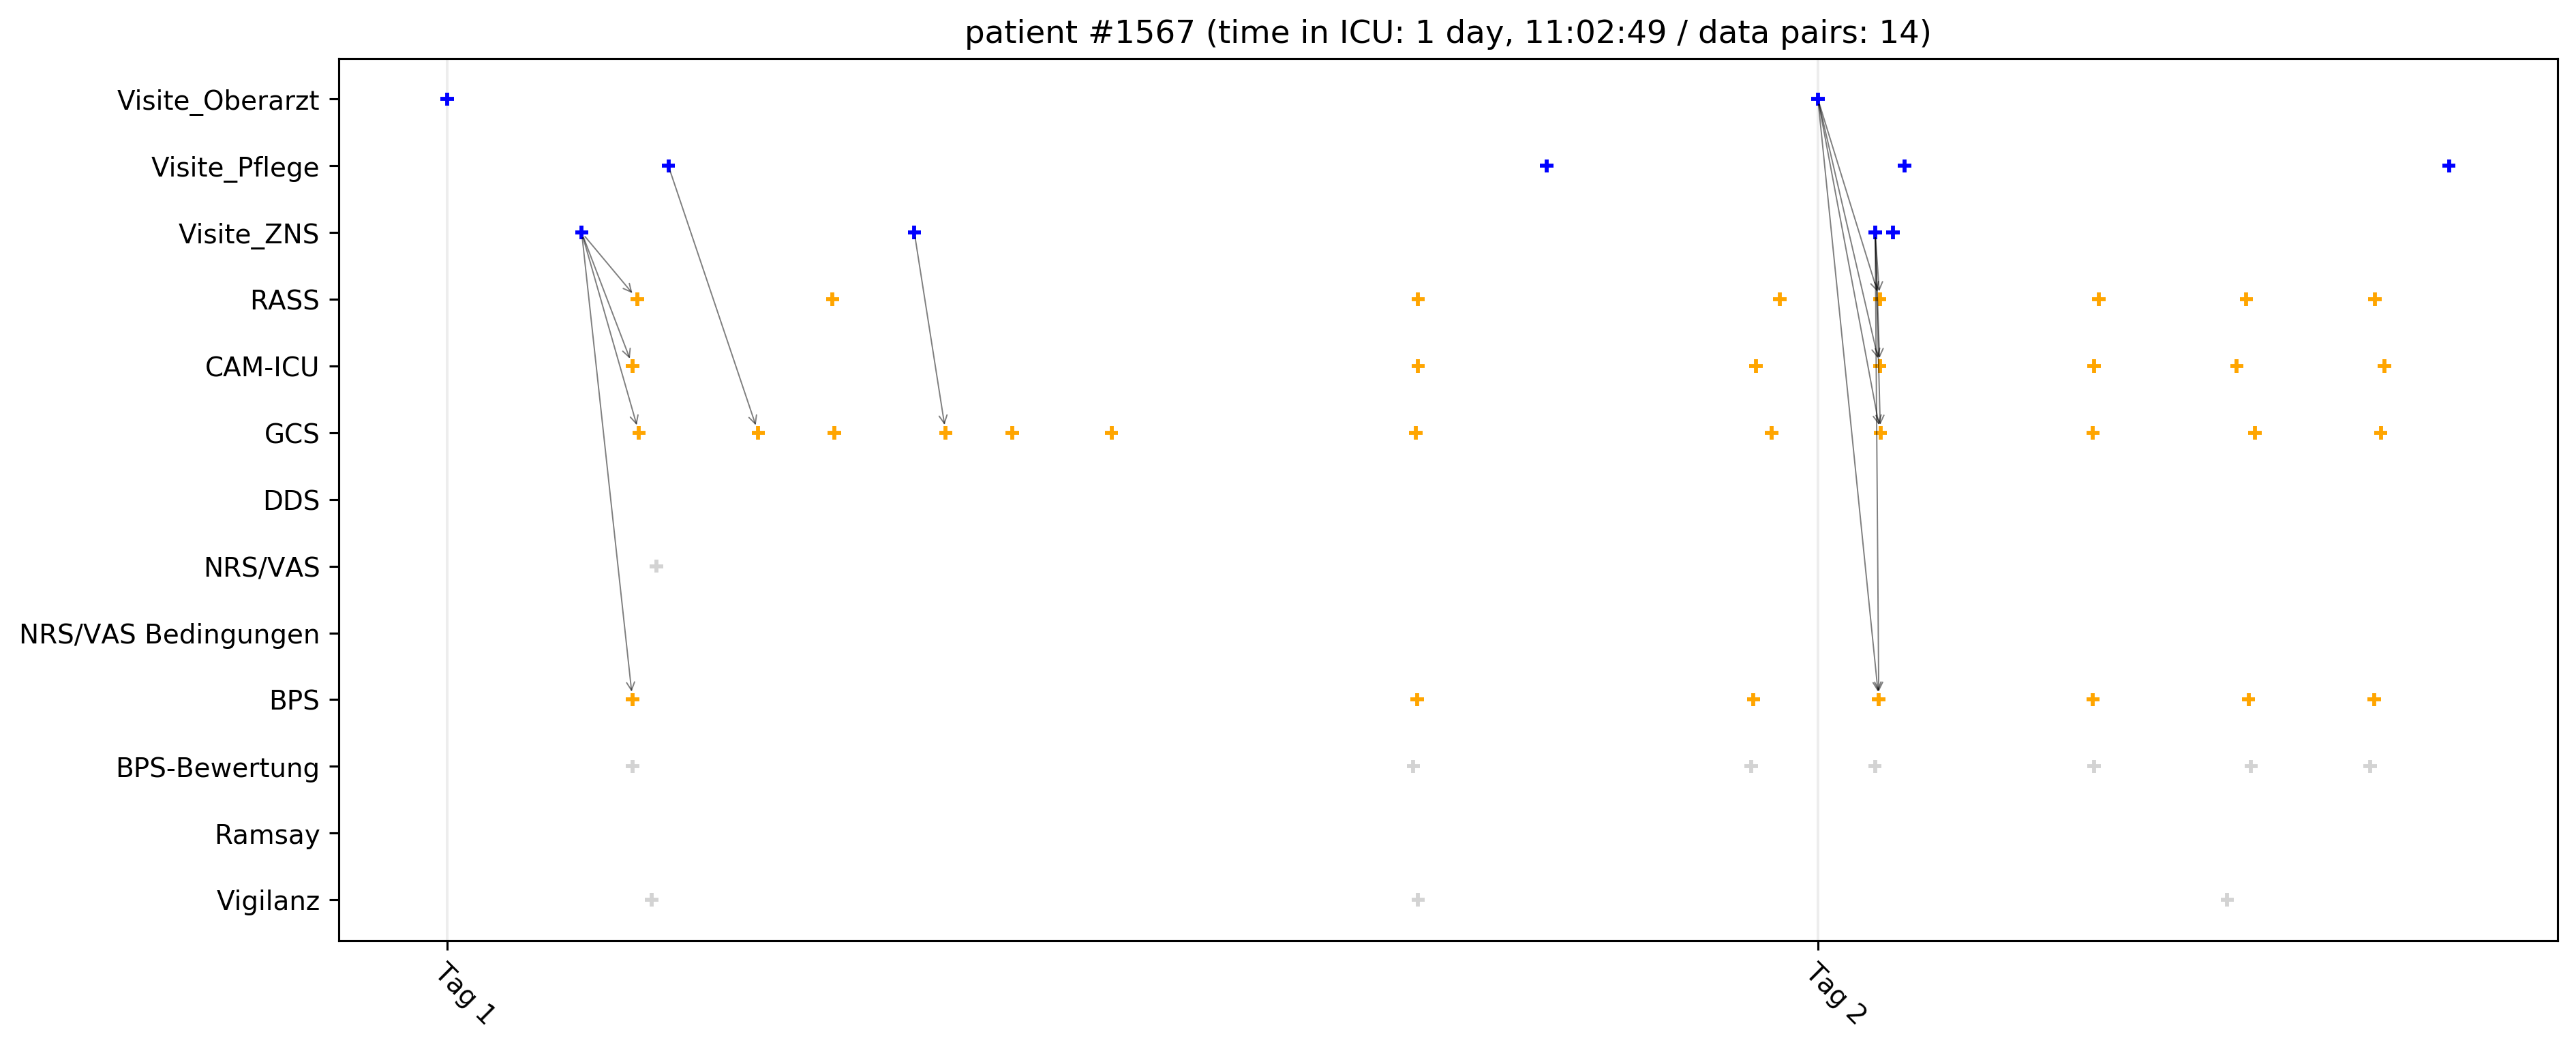 patient #1567 (time in ICU: 1 day, 11:02:49 / data pairs: 14)
Visite_Oberarzt
Visite_Pflege
Visite_ZNS
RASS
CAM-ICU
GCS
DDS
NRS/VAS
NRS/VAS Bedingungen
BPS
BPS-Bewertung
Ramsay
Vigilanz
Tag 1
Tag 2